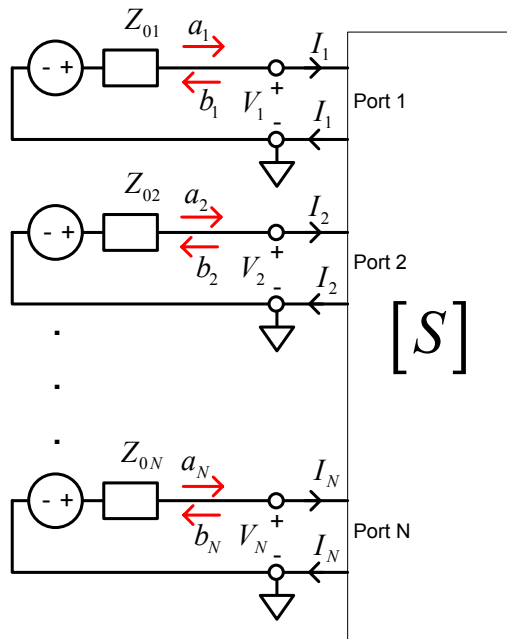 Z01 a1 I1
- + b1 + V1 - I1 Port 1
Z02 a2 I2
- + b2 + V2 - I2 Port 2
[S]
.
.
.
Z0N aN IN
- + bN + VN - IN Port N